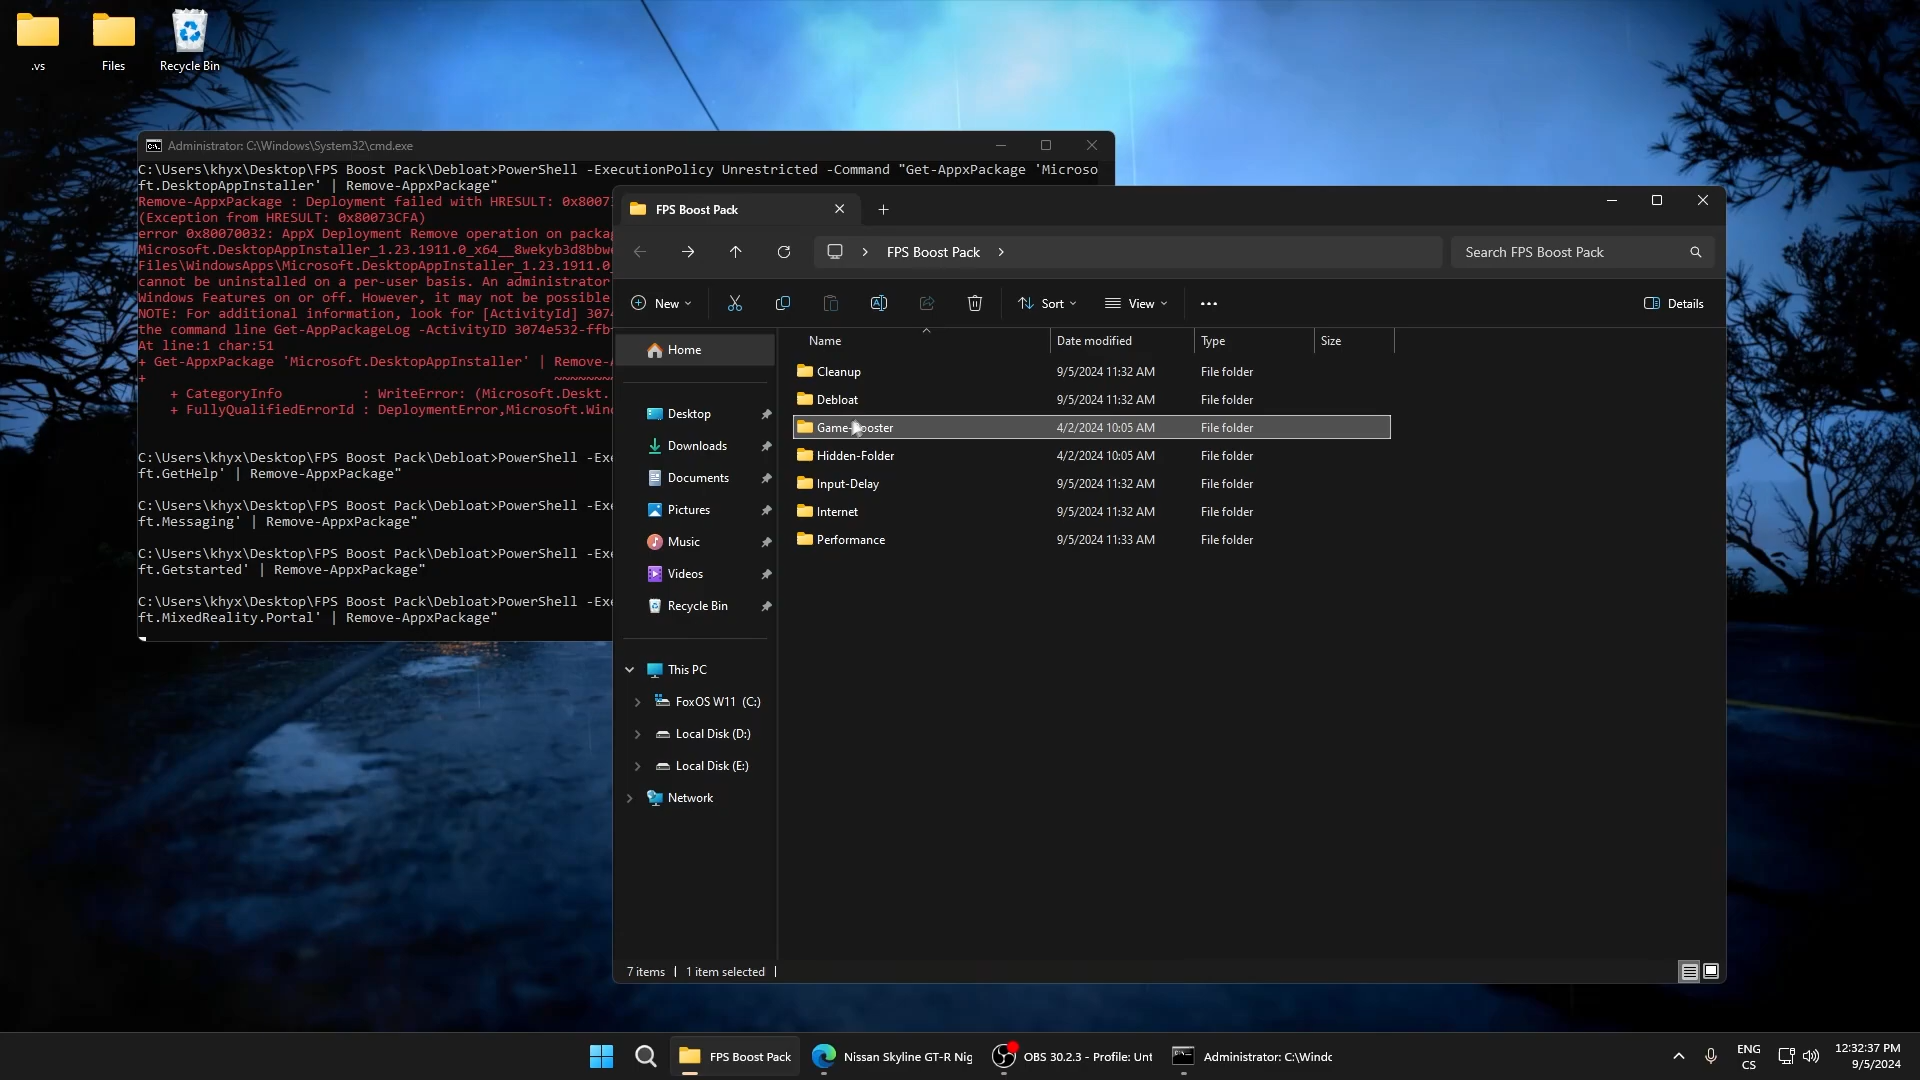 .vs
Files
Recycle Bin
Administrator: C:\Windows\System32\cmd.exe
C:\Users\khyx\Desktop\FPS Boost Pack\Debloat>PowerShell -ExecutionPolicy Unrestricted -Command "Get-AppxPackage 'Microso
ft.DesktopAppInstaller' | Remove-AppxPackage"
Remove-AppxPackage : Deployment failed with HRESULT: 0x8007
(Exception from HRESULT: 0x80073CFA)
error 0x80070032: AppX Deployment Remove operation on packag
Microsoft.DesktopAppInstaller_1.23.1911.0_x64__8wekyb3d8bbwe
Files\WindowsApps\Microsoft.DesktopAppInstaller_1.23.1911.0_
cannot be uninstalled on a per-user basis. An administrator
Windows Features on or off. However, it may not be possible
NOTE: For additional information, look for [ActivityId] 3074
the command line Get-AppPackageLog -ActivityID 3074e532-ffb
At line:1 char:51
+ Get-AppxPackage 'Microsoft.DesktopAppInstaller' | Remove-A
+ ~~~~~~~
+ CategoryInfo : WriteError: (Microsoft.Deskt.
+ FullyQualifiedErrorId : DeploymentError,Microsoft.Wind
C:\Users\khyx\Desktop\FPS Boost Pack\Debloat>PowerShell -Exe
ft.GetHelp' | Remove-AppxPackage"
C:\Users\khyx\Desktop\FPS Boost Pack\Debloat>PowerShell -Exe
ft.Messaging' | Remove-AppxPackage"
C:\Users\khyx\Desktop\FPS Boost Pack\Debloat>PowerShell -Exe
ft.Getstarted' | Remove-AppxPackage"
C:\Users\khyx\Desktop\FPS Boost Pack\Debloat>PowerShell -Exe
ft.MixedReality.Portal' | Remove-AppxPackage"
FPS Boost Pack
FPS Boost Pack
Search FPS Boost Pack
New
Sort
View
Details
Home
Desktop
Downloads
Documents
Pictures
Music
Videos
Recycle Bin
This PC
FoxOS W11 (C:)
Local Disk (D:)
Local Disk (E:)
Network
Name Date modified Type Size
Cleanup 9/5/2024 11:32 AM File folder
Debloat 9/5/2024 11:32 AM File folder
Game-Booster 4/2/2024 10:05 AM File folder
Hidden-Folder 4/2/2024 10:05 AM File folder
Input-Delay 9/5/2024 11:32 AM File folder
Internet 9/5/2024 11:32 AM File folder
Performance 9/5/2024 11:33 AM File folder
7 items | 1 item selected |
FPS Boost Pack
Nissan Skyline GT-R Nig
OBS 30.2.3 - Profile: Unt
Administrator: C:\Windc
ENG
CS
12:32:37 PM
9/5/2024